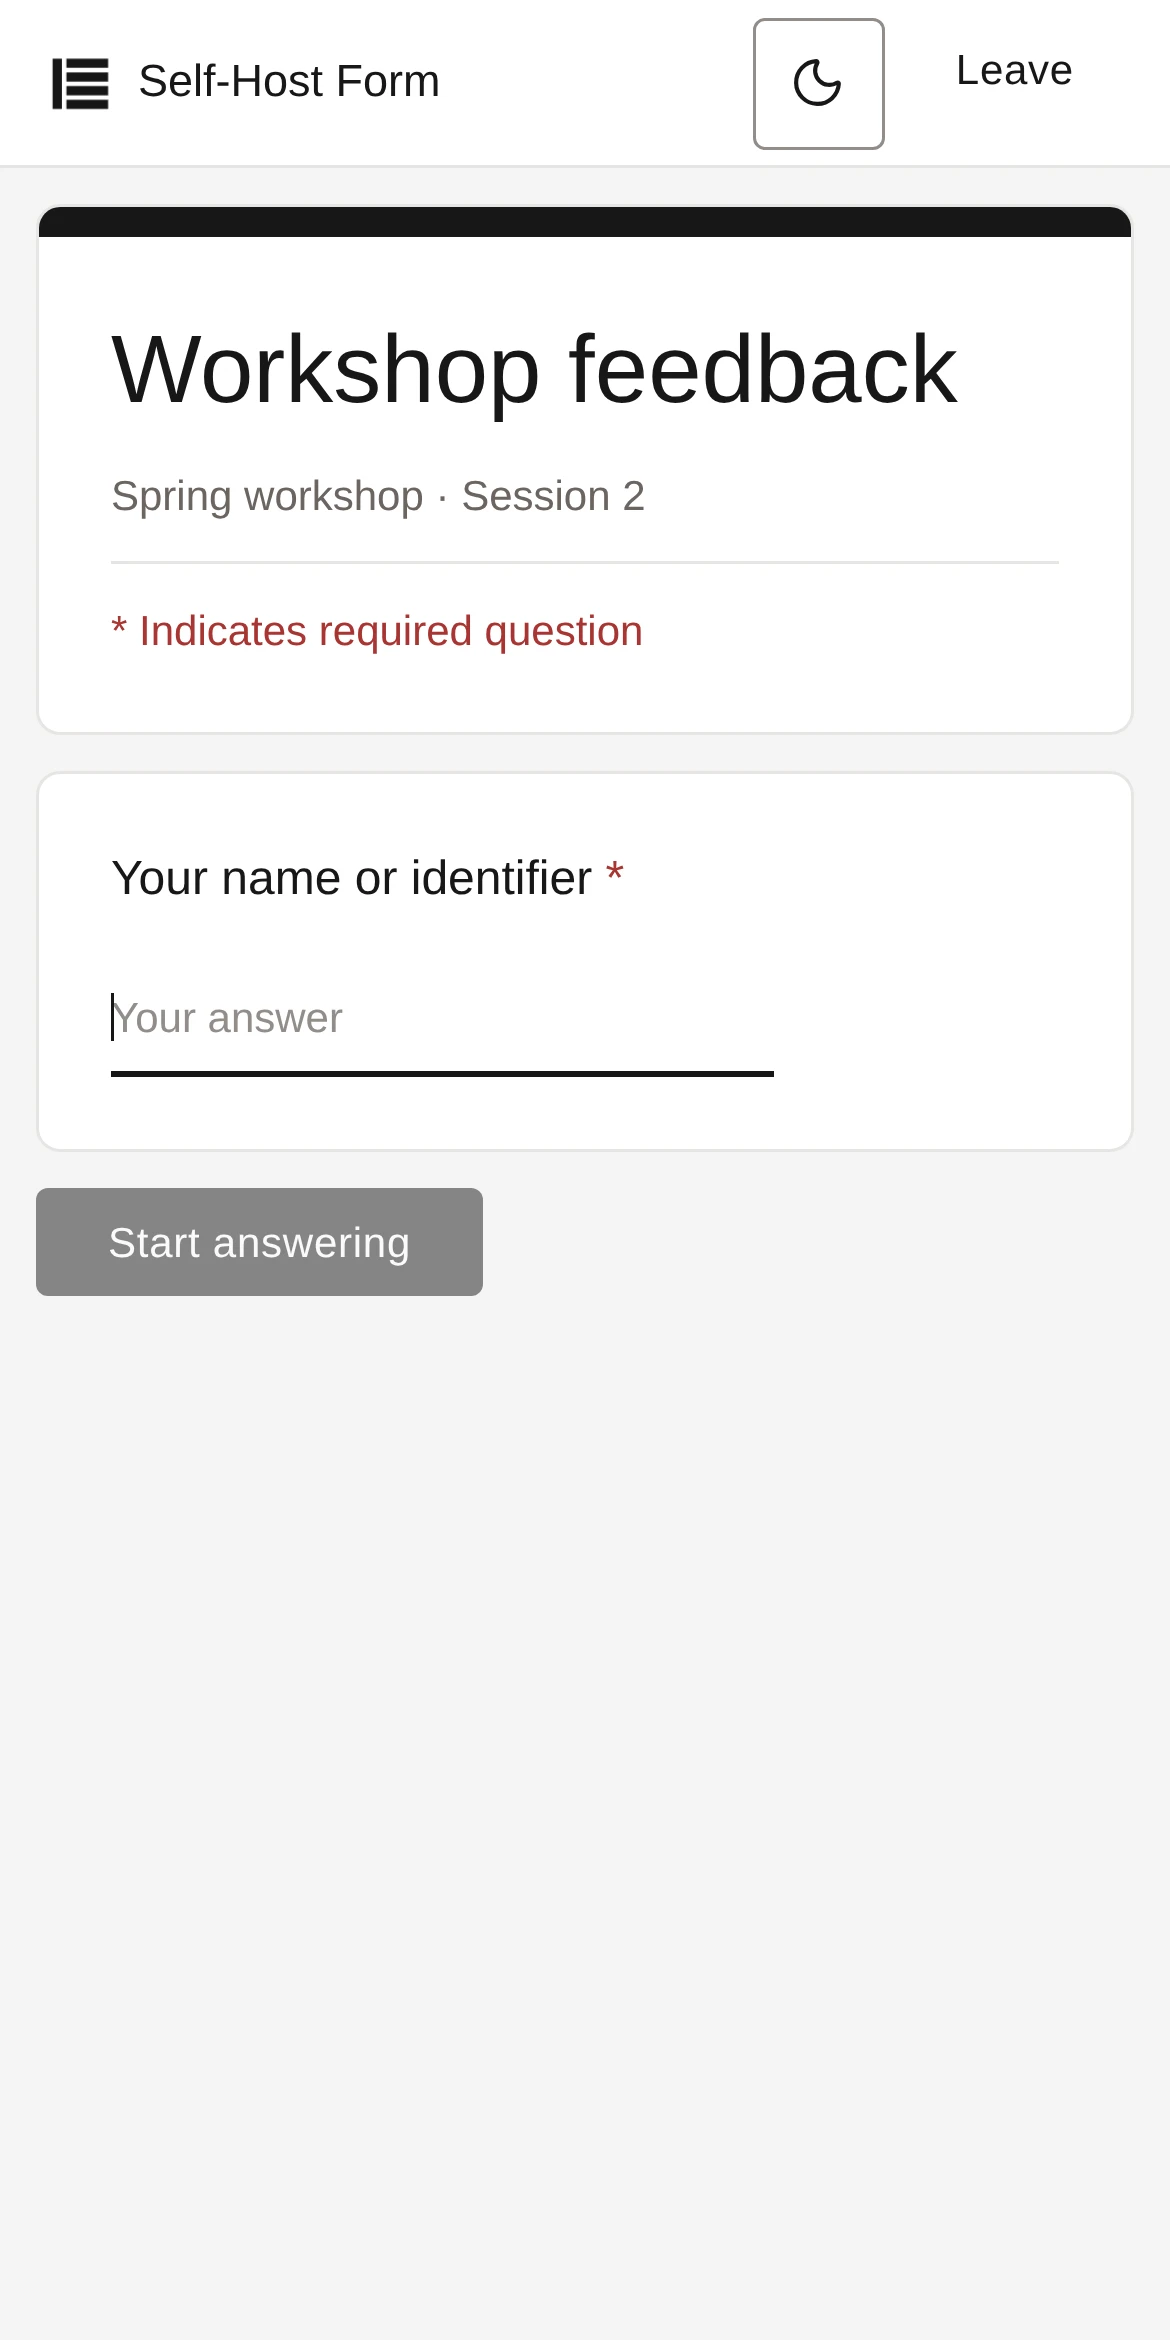 Self-Host Form
Leave
Workshop feedback
Spring workshop · Session 2
* Indicates required question
Your name or identifier *
Your answer
Start answering